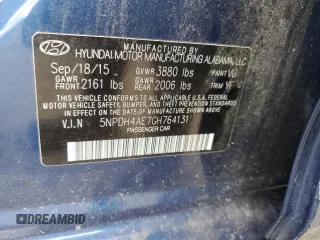 MANUFACTURED BY
HYUNDAI MOTOR MANUFACTURING ALABAMA, LLC
Sep/18/15 GVWR 3880 lbs
GAWR FRONT 2161 lbs GAWR REAR 2006 lbs PAINT VU TRIM YF
THIS VEHICLE CONFORMS TO ALL APPLICABLE
FEDERAL MOTOR VEHICLE SAFETY, BUMPER, AND THEFT PREVENTION STANDARDS
IN EFFECT ON THE DATE OF MANUFACTURE SHOWN ABOVE.
V.I.N 5NPDH4AE7GH764131
PASSENGER CAR
DREAMBID